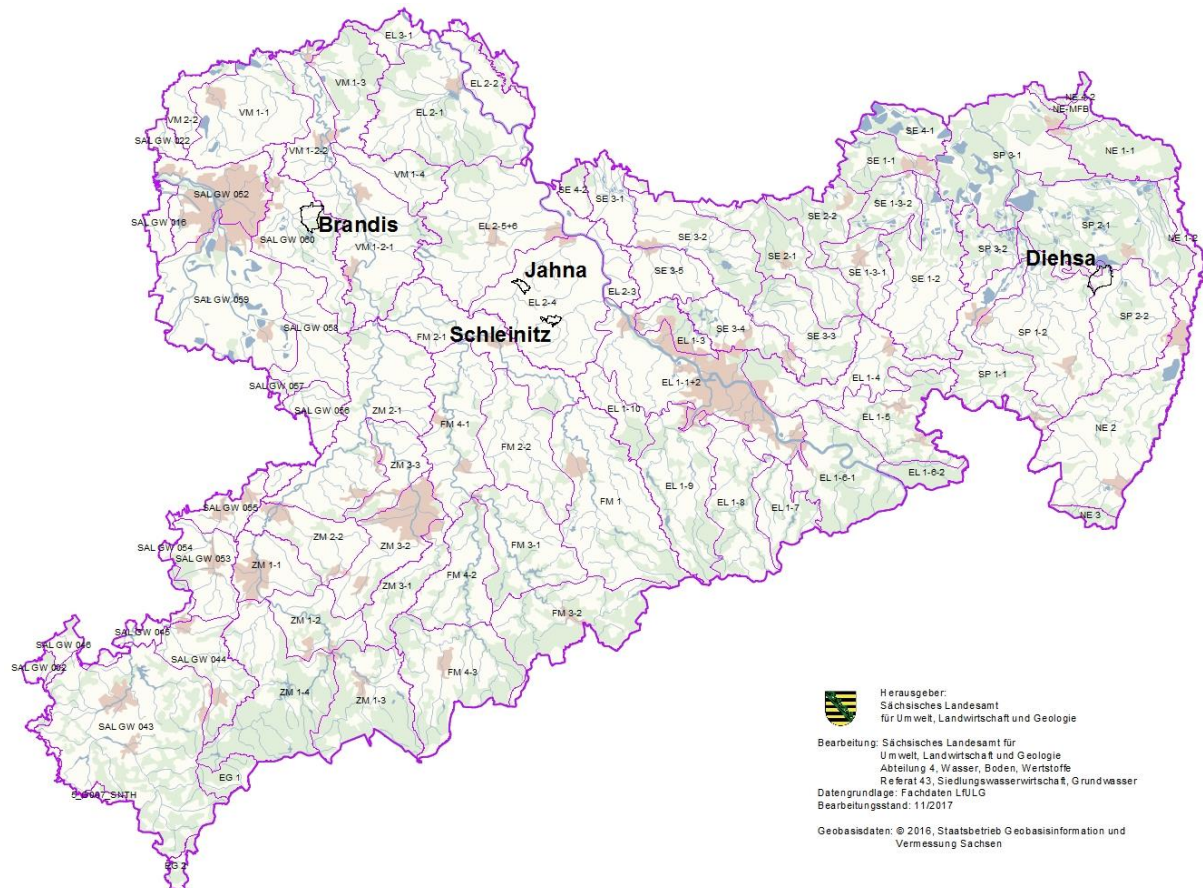 EL 3-1
VM 1-3
EL 2-2
VM 1-1
VM 2-2
EL 2-1
SAL GW 022
VM 1-2-2
VM 1-4
SAL GW 052
SAL GW 016
SAL GW 060
Brandis
VM 1-2-1
EL 2-5+6
SE 4-2
SE 3-1
SE 3-2
SE 2-2
SE 2-1
SE 1-1
SE 4-1
SE 1-3-2
SE 1-3-1
SE 1-2
SP 3-1
NE-MFB
NE 1-1
SP 2-1
NE 1-2
SP 3-2
Diehsa
Jahna
EL 2-4
EL 2-3
SE 3-5
SAL GW 059
SAL GW 058
Schleinitz
FM 2-1
SE 3-4
EL 1-3
SE 3-3
SP 1-2
SP 2-2
SP 1-1
EL 1-4
EL 1-1+2
SAL GW 057
SAL GW 056
ZM 2-1
EL 1-10
EL 1-5
FM 4-1
FM 2-2
NE 2
ZM 3-3
EL 1-6-1
EL 1-6-2
EL 1-9
EL 1-8
EL 1-7
FM 1
NE 3
SAL GW 054
SAL GW 053
ZM 2-2
ZM 3-2
FM 3-1
ZM 1-1
ZM 3-1
FM 4-2
FM 3-2
ZM 1-2
SAL GW 045
SAL GW 046
SAL GW 044
FM 4-3
ZM 1-4
ZM 1-3
SAL GW 043
EG 1
EG 2
Herausgeber:
Sächsisches Landesamt
für Umwelt, Landwirtschaft und Geologie
Bearbeitung: Sächsisches Landesamt für
Umwelt, Landwirtschaft und Geologie
Abteilung 4, Wasser, Boden, Wertstoffe
Referat 43, Siedlungswasserwirtschaft, Grundwasser
Datengrundlage: Fachdaten LfULG
Bearbeitungsstand: 11/2017
Geobasisdaten: © 2016, Staatsbetrieb Geobasisinformation und
Vermessung Sachsen